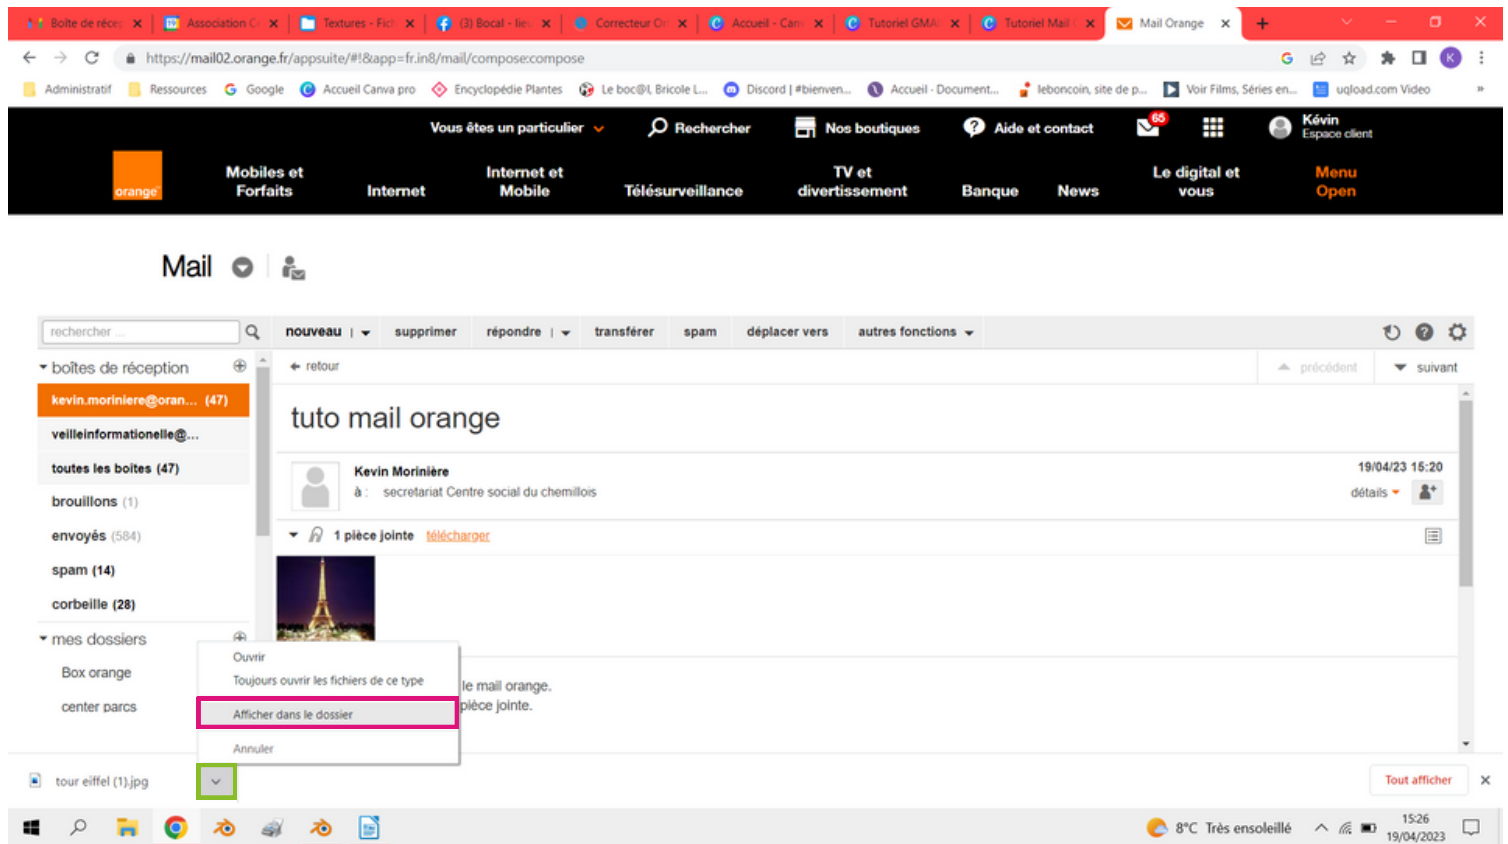 Boîte de récep
Association C
Textures - Fich
(3) Bocal - lie
Correcteur Or
Accueil - Canv
Tutoriel GMA
Tutoriel Mail
Mail Orange
https://mail02.orange.fr/appsuite/#!&app=fr.in8/mail/compose:compose
K
Administratif
Ressources
Google
Accueil Canva pro
Encyclopédie Plantes
Le boc@l, Bricole L...
Discord | #bienven...
Accueil - Document...
leboncoin, site de p...
Voir Films, Séries en...
uqload.com Video
»
Vous êtes un particulier
Rechercher
Nos boutiques
Aide et contact
65
Kévin
Espace client
orange
Mobiles et
Forfaits
Internet
Internet et
Mobile
Télésurveillance
TV et
divertissement
Banque
News
Le digital et
vous
Menu
Open
Mail
rechercher ...
nouveau |
supprimer
répondre |
transférer
spam
déplacer vers
autres fonctions
boîtes de réception
retour
précédent
suivant
kevin.moriniere@oran... (47)
veilleinformationelle@...
toutes les boîtes (47)
brouillons (1)
envoyés (584)
spam (14)
corbeille (28)
mes dossiers
Box orange
center parcs
tuto mail orange
Kevin Morinière
19/04/23 15:20
à : secretariat Centre social du chemillois
détails
1 pièce jointe télécharger
le mail orange.
pièce jointe.
Ouvrir
Toujours ouvrir les fichiers de ce type
Afficher dans le dossier
Annuler
tour eiffel (1).jpg
Tout afficher
8°C Très ensoleillé
15:26
19/04/2023